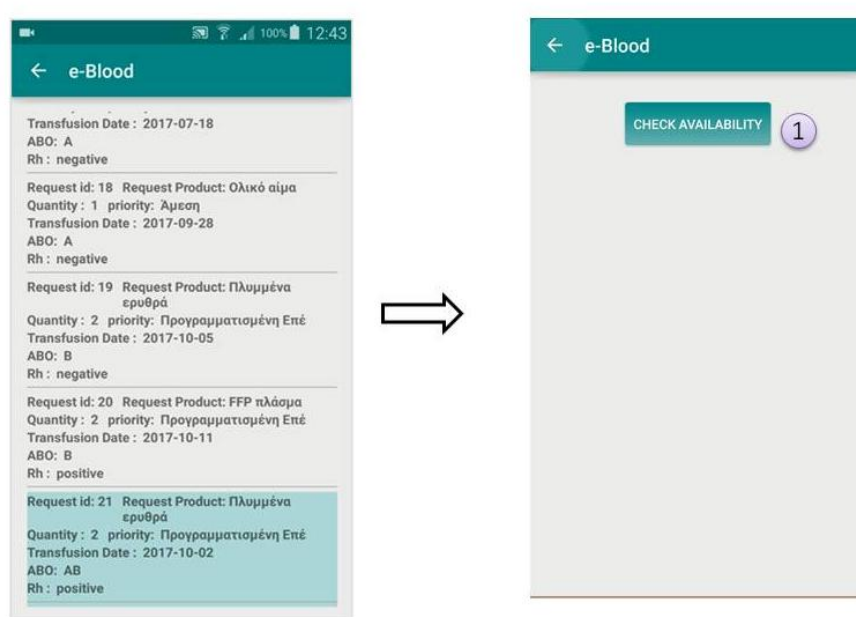 100% 12:43
e-Blood
Transfusion Date : 2017-07-18
ABO: A
Rh : negative
Request id: 18 Request Product: Ολικό αίμα
Quantity : 1 priority: Άμεση
Transfusion Date : 2017-09-28
ABO: A
Rh : negative
Request id: 19 Request Product: Πλυμμένα
ερυθρά
Quantity : 2 priority: Προγραμματισμένη Επέ
Transfusion Date : 2017-10-05
ABO: B
Rh : negative
Request id: 20 Request Product: FFP πλάσμα
Quantity : 2 priority: Προγραμματισμένη Επέ
Transfusion Date : 2017-10-11
ABO: B
Rh : positive
Request id: 21 Request Product: Πλυμμένα
ερυθρά
Quantity : 2 priority: Προγραμματισμένη Επέ
Transfusion Date : 2017-10-02
ABO: AB
Rh : positive
e-Blood
CHECK AVAILABILITY
1